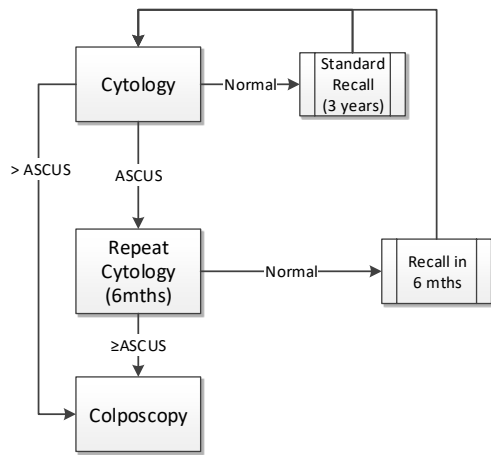 Cytology
Normal
Standard
Recall
(3 years)
> ASCUS
ASCUS
Repeat
Cytology
(6mths)
Normal
Recall in
6 mths
≥ASCUS
Colposcopy